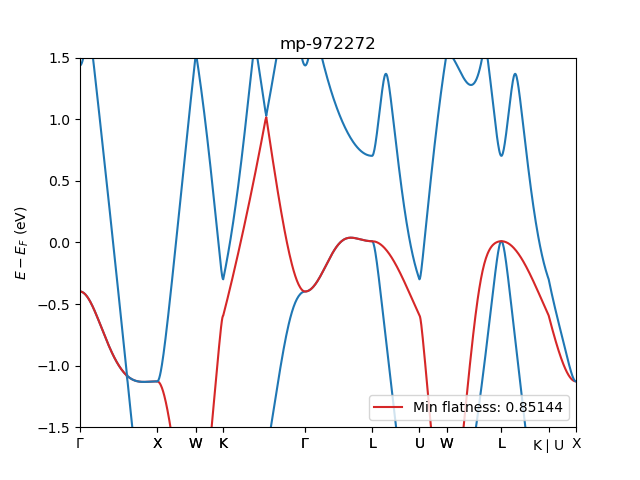 mp-972272
E − E_F (eV)
1.5
1.0
0.5
0.0
−0.5
−1.0
−1.5
Min flatness: 0.85144
Γ X W K Γ L U W L K | U X